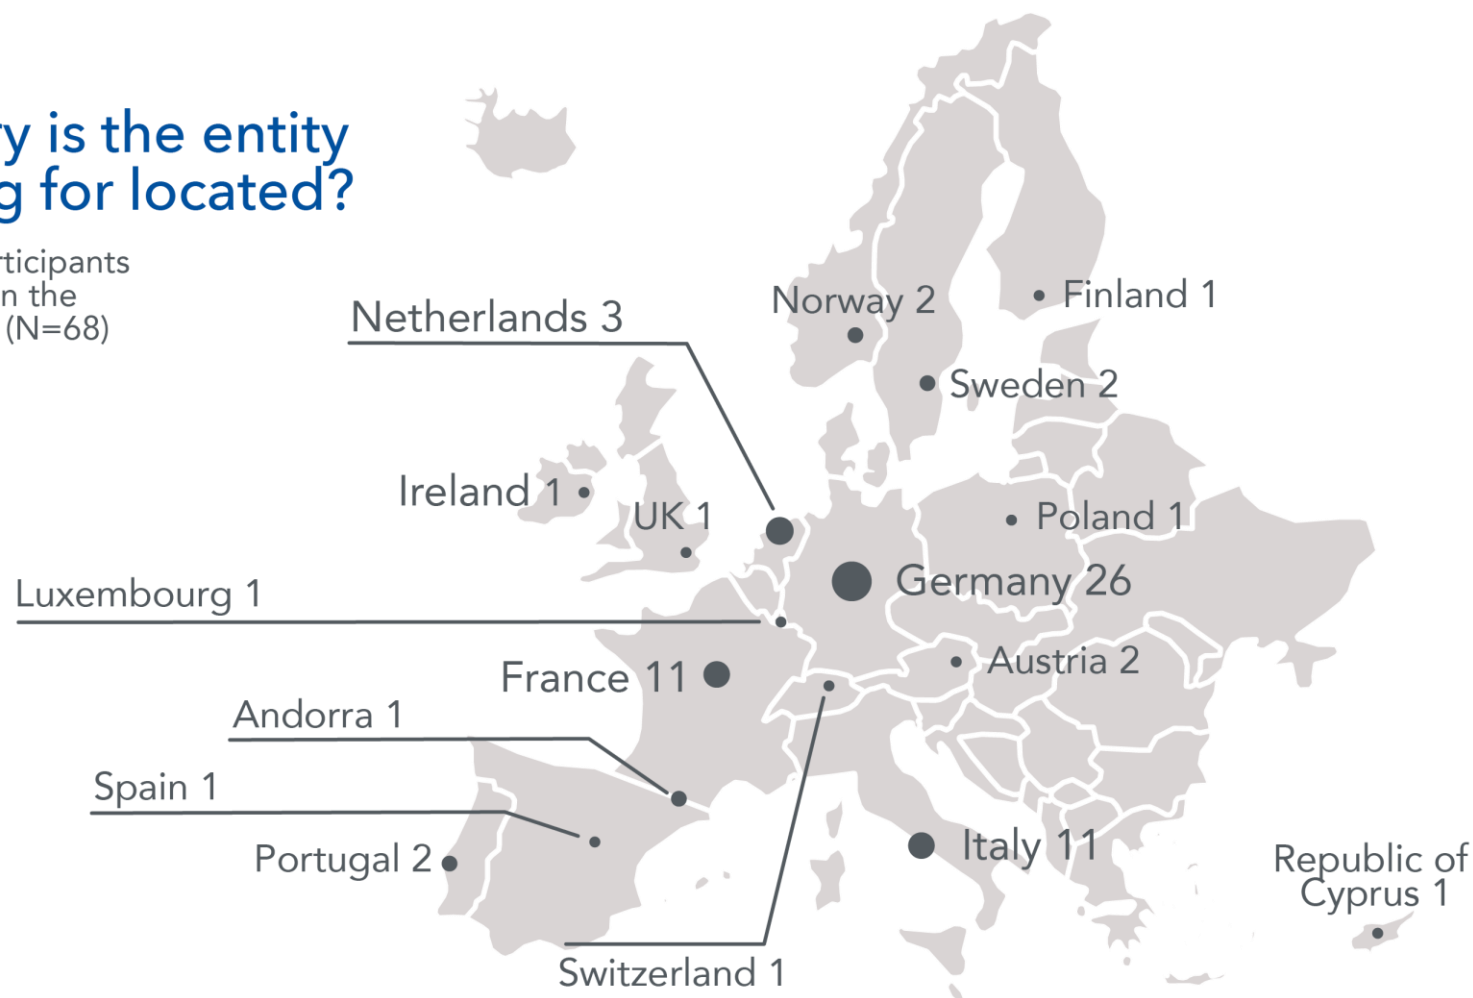 ry is the entity
g for located?
rticipants
n the
(N=68)
Norway 2
Finland 1
Netherlands 3
Sweden 2
Ireland 1
UK 1
Poland 1
Germany 26
Luxembourg 1
France 11
Austria 2
Andorra 1
Spain 1
Portugal 2
Italy 11
Republic of
Cyprus 1
Switzerland 1